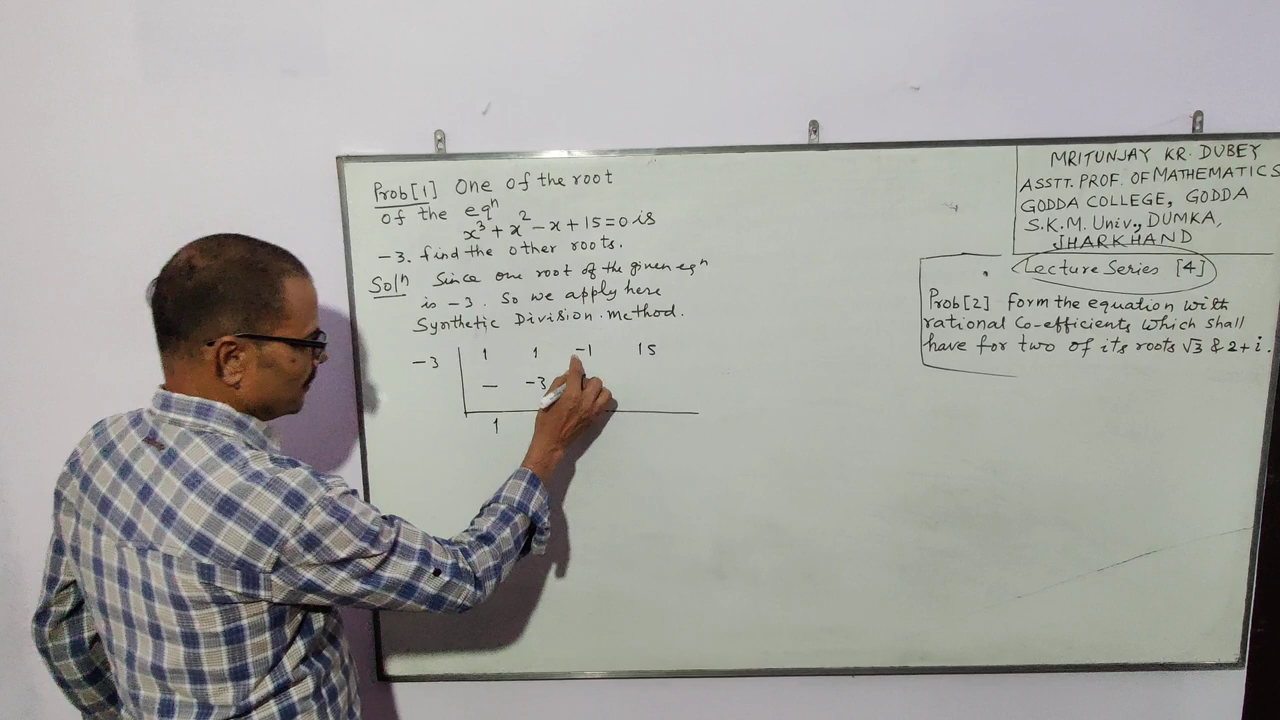 Prob[1] One of the root
of the eqⁿ
x³ + x² - x + 15 = 0 is
-3. find the other roots.
Solⁿ Since one root of the given eqⁿ
is -3. So we apply here
Synthetic Division Method.
-3 1 1 -1 15
- -3
1
MRITUNJAY KR. DUBEY
ASSTT. PROF. OF MATHEMATICS
GODDA COLLEGE, GODDA
S.K.M. Univ., DUMKA,
JHARKHAND
Lecture Series [4]
Prob[2] Form the equation with
rational Co-efficients which shall
have for two of its roots √3 & 2+i.